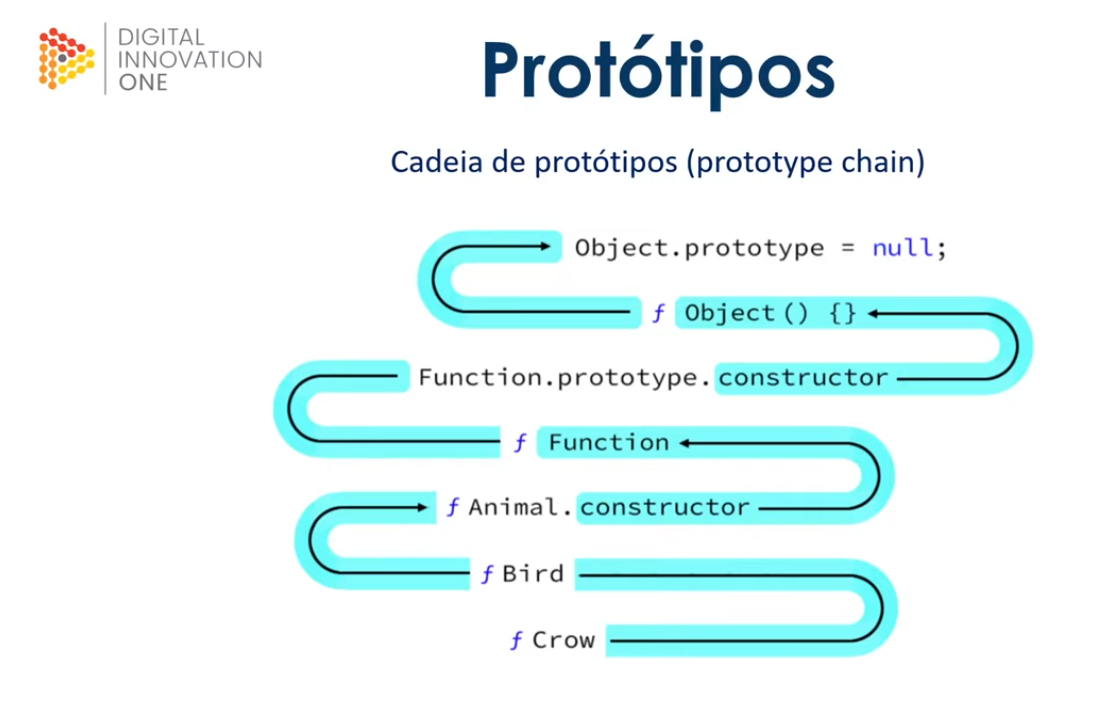 DIGITAL
INNOVATION
ONE
Protótipos
Cadeia de protótipos (prototype chain)
Object.prototype = null;
ƒ Object () {}
Function.prototype.constructor
ƒ Function
ƒ Animal.constructor
ƒ Bird
ƒ Crow